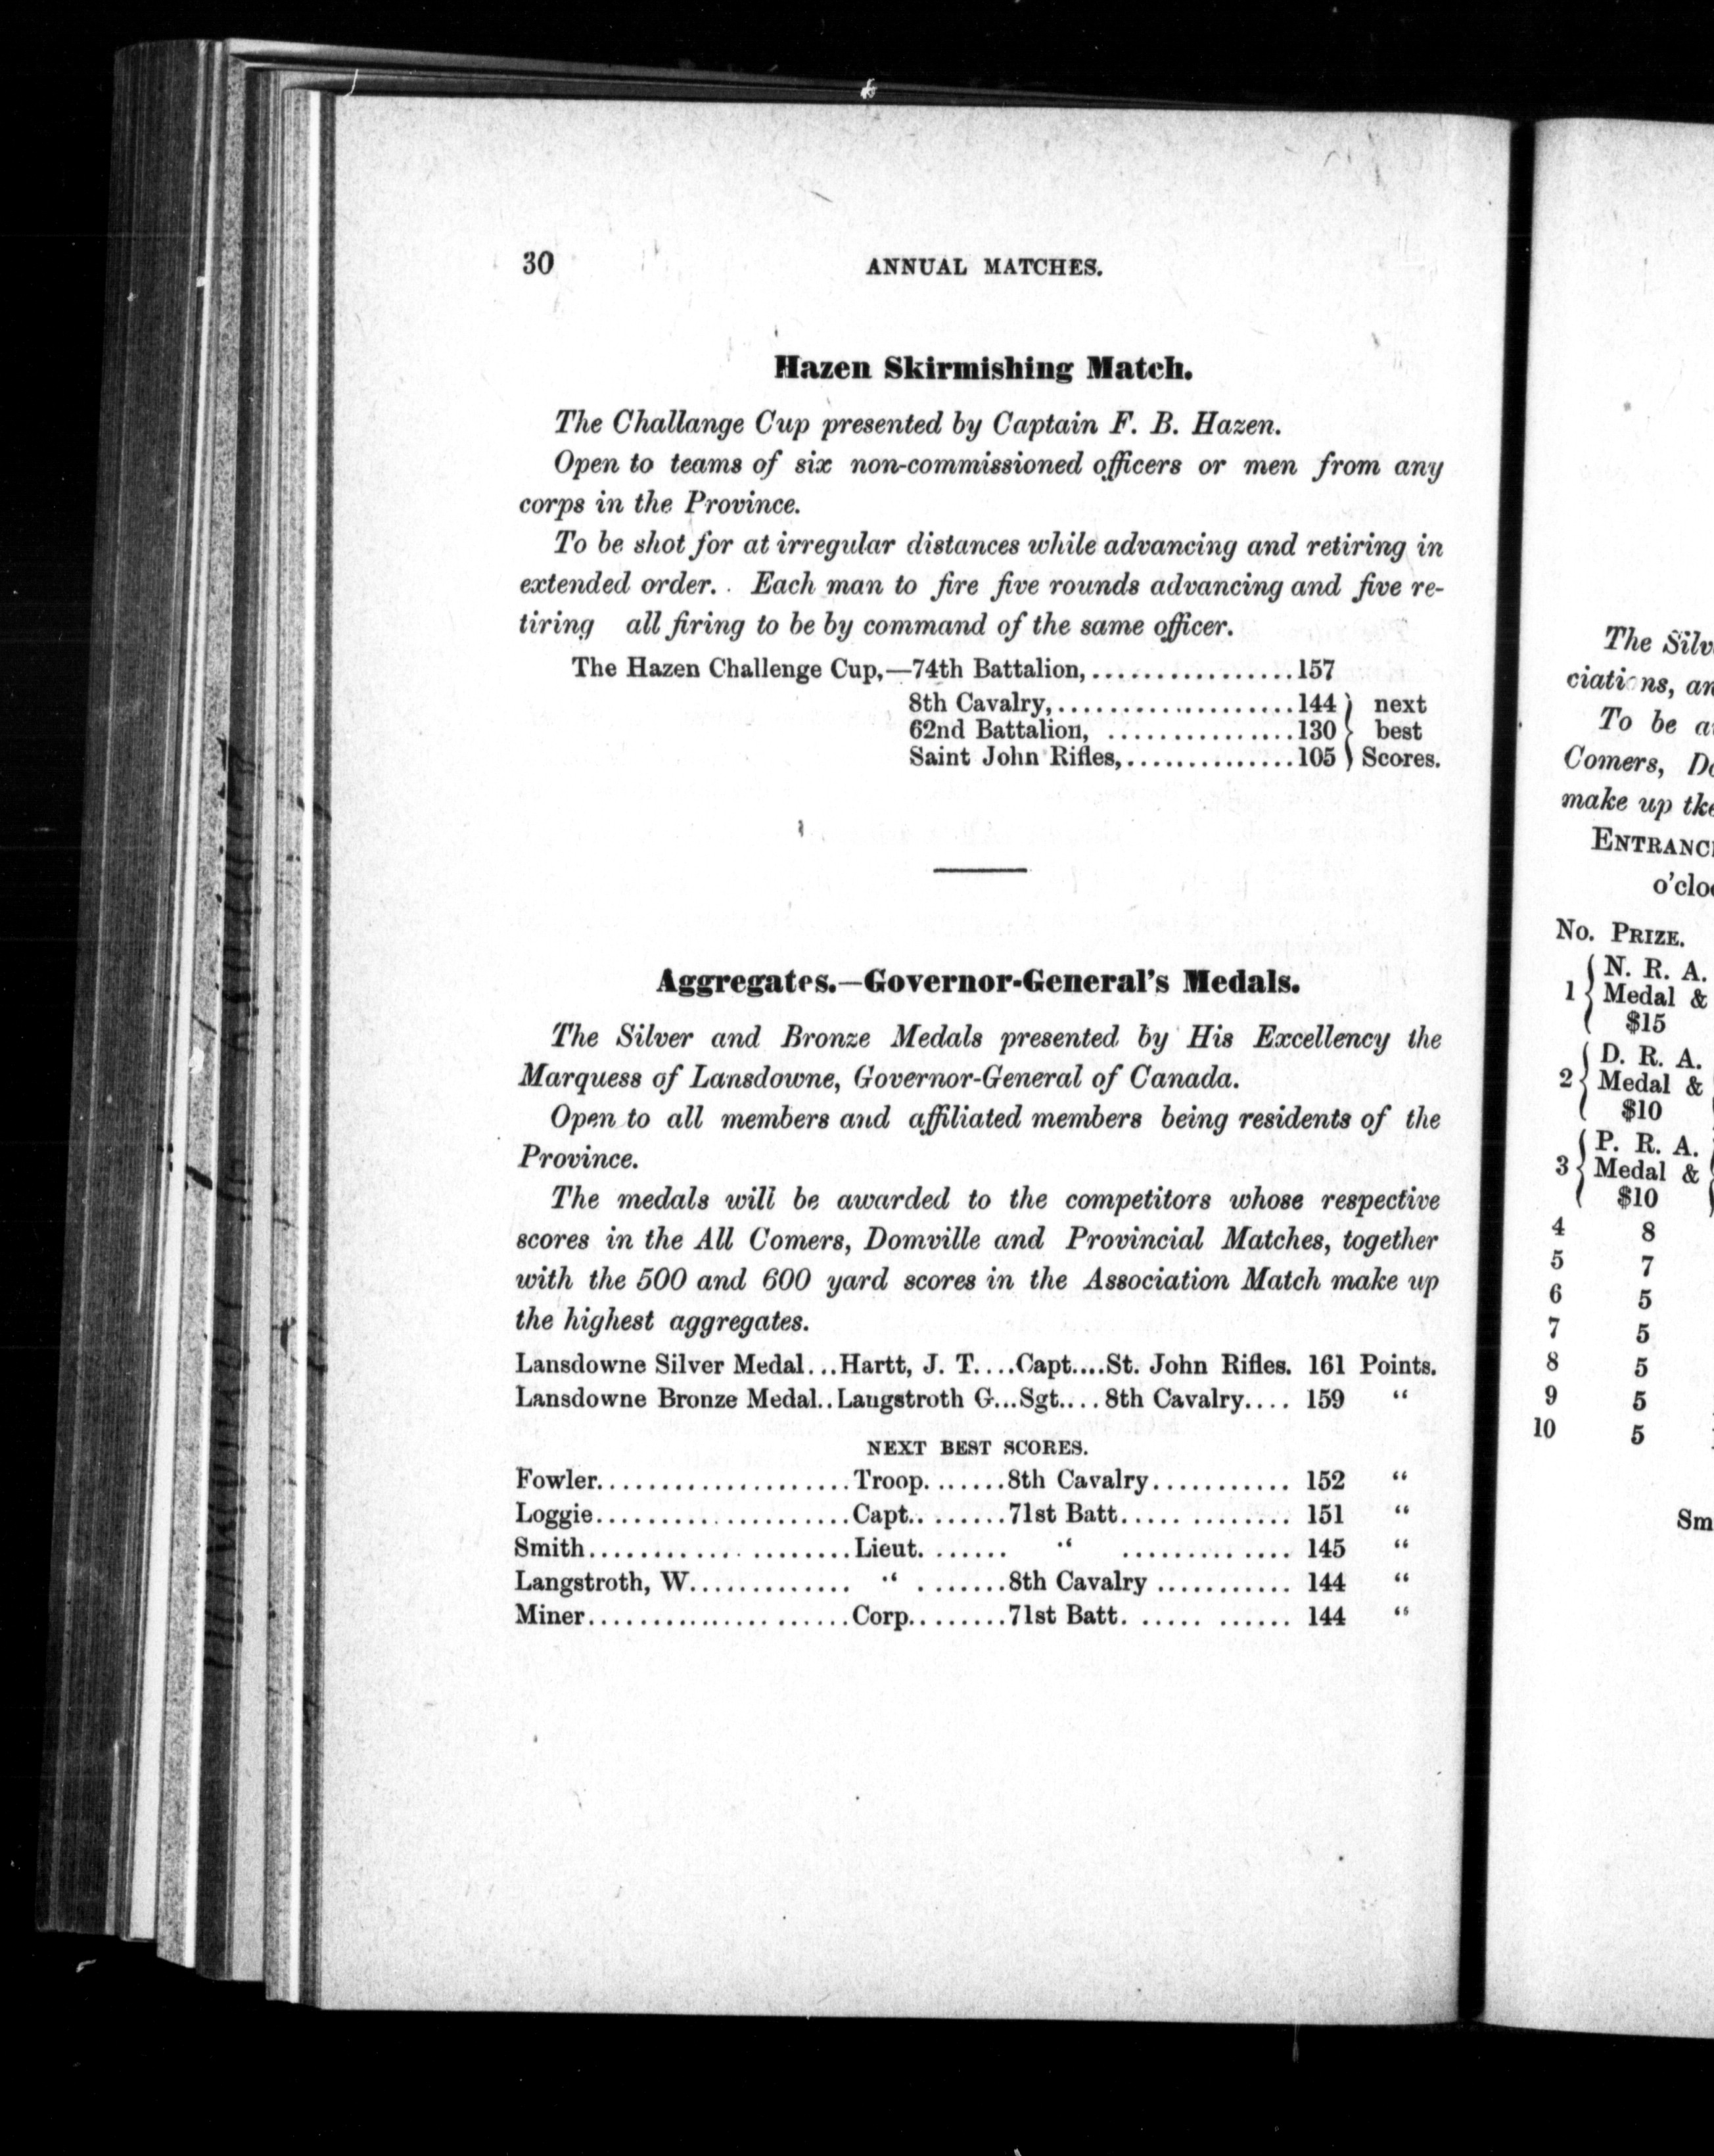 30 ANNUAL MATCHES.
Hazen Skirmishing Match.
The Challange Cup presented by Captain F. B. Hazen.
Open to teams of six non-commissioned officers or men from any
corps in the Province.
To be shot for at irregular distances while advancing and retiring in
extended order. Each man to fire five rounds advancing and five re-
tiring all firing to be by command of the same officer.
The Hazen Challenge Cup,—74th Battalion,................157
8th Cavalry,...................144 } next
62nd Battalion, ...............130 } best
Saint John Rifles,..............105 } Scores.
Aggregates.—Governor-General's Medals.
The Silver and Bronze Medals presented by His Excellency the
Marquess of Lansdowne, Governor-General of Canada.
Open to all members and affiliated members being residents of the
Province.
The medals will be awarded to the competitors whose respective
scores in the All Comers, Domville and Provincial Matches, together
with the 500 and 600 yard scores in the Association Match make up
the highest aggregates.
Lansdowne Silver Medal...Hartt, J. T....Capt....St. John Rifles. 161 Points.
Lansdowne Bronze Medal..Langstroth G...Sgt....8th Cavalry.... 159 "
NEXT BEST SCORES.
Fowler....................Troop.......8th Cavalry........... 152 "
Loggie....................Capt.........71st Batt.............. 151 "
Smith....................Lieut........ " ............. 145 "
Langstroth, W............. " .......8th Cavalry ........... 144 "
Miner....................Corp........71st Batt. ..... ...... 144 "
The Silv
ciations, an
To be a
Comers, Do
make up tke
ENTRANC
o'clo
No. PRIZE.
1 { N. R. A.
Medal &
$15
2 { D. R. A.
Medal &
$10
3 { P. R. A.
Medal &
$10
4 8
5 7
6 5
7 5
8 5
9 5
10 5
Sm